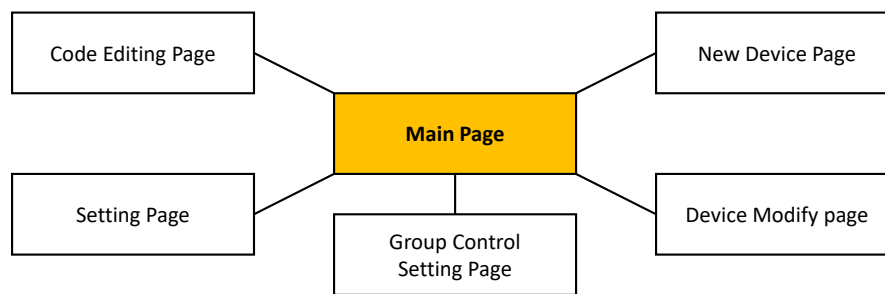 Code Editing Page
New Device Page
Main Page
Setting Page
Device Modify page
Group Control
Setting Page